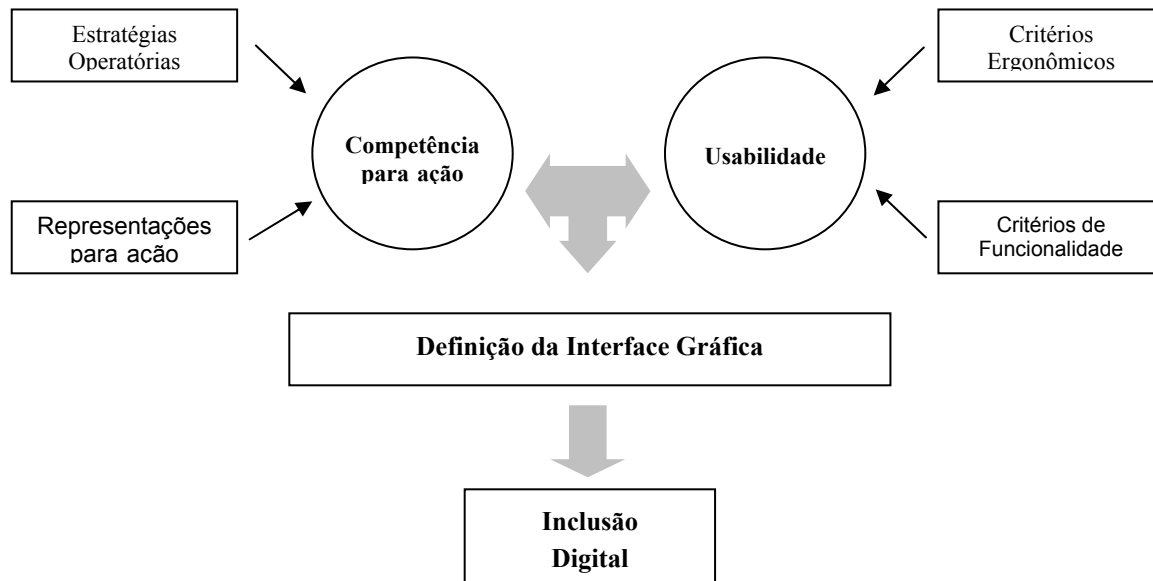 Estratégias
Operatórias
Critérios
Ergonômicos
Competência
para ação
Usabilidade
Representações
para ação
Critérios de
Funcionalidade
Definição da Interface Gráfica
Inclusão
Digital